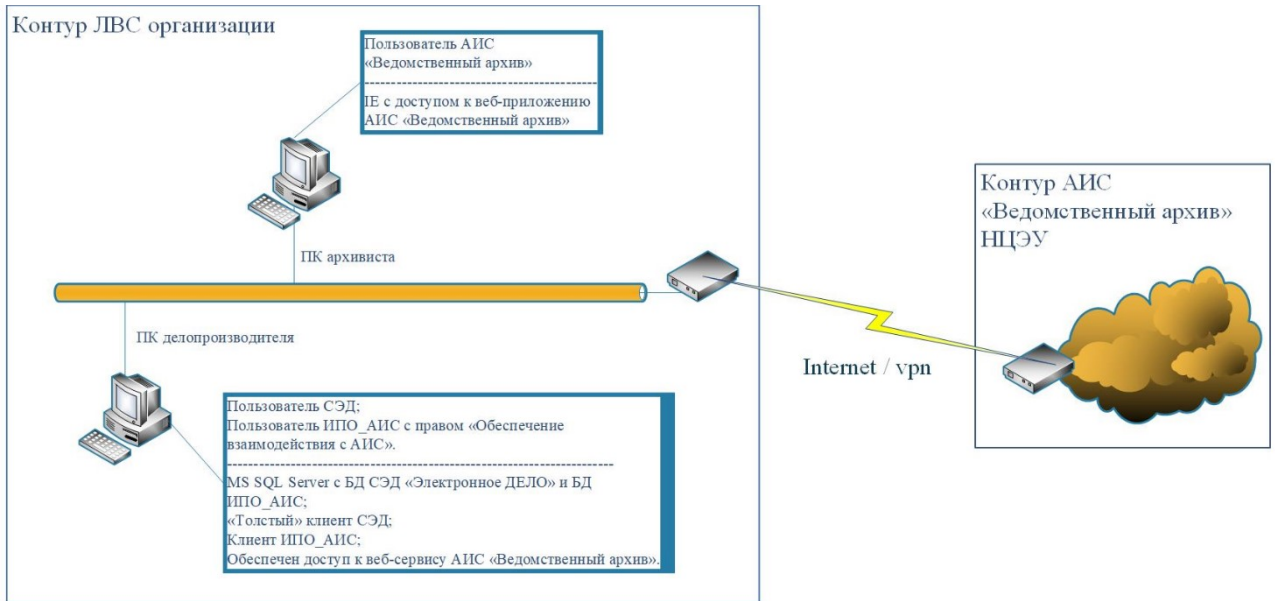 Контур ЛВС организации
Пользователь АИС
«Ведомственный архив»
------------------------------------------------
IE с доступом к веб-приложению
АИС «Ведомственный архив»
ПК архивиста
ПК делопроизводителя
Пользователь СЭД;
Пользователь ИПО_АИС с правом «Обеспечение
взаимодействия с АИС».
--------------------------------------------------------------------------------
MS SQL Server с БД СЭД «Электронное ДЕЛО» и БД
ИПО_АИС;
«Толстый» клиент СЭД;
Клиент ИПО_АИС;
Обеспечен доступ к веб-сервису АИС «Ведомственный архив».
Internet / vpn
Контур АИС
«Ведомственный архив»
НЦЭУ